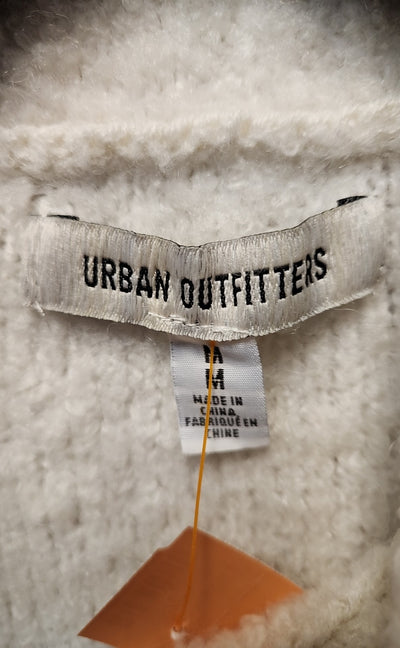 URBAN OUTFITTERS
M
M
MADE IN
CHINA
FABRIQUÉ EN
CHINE